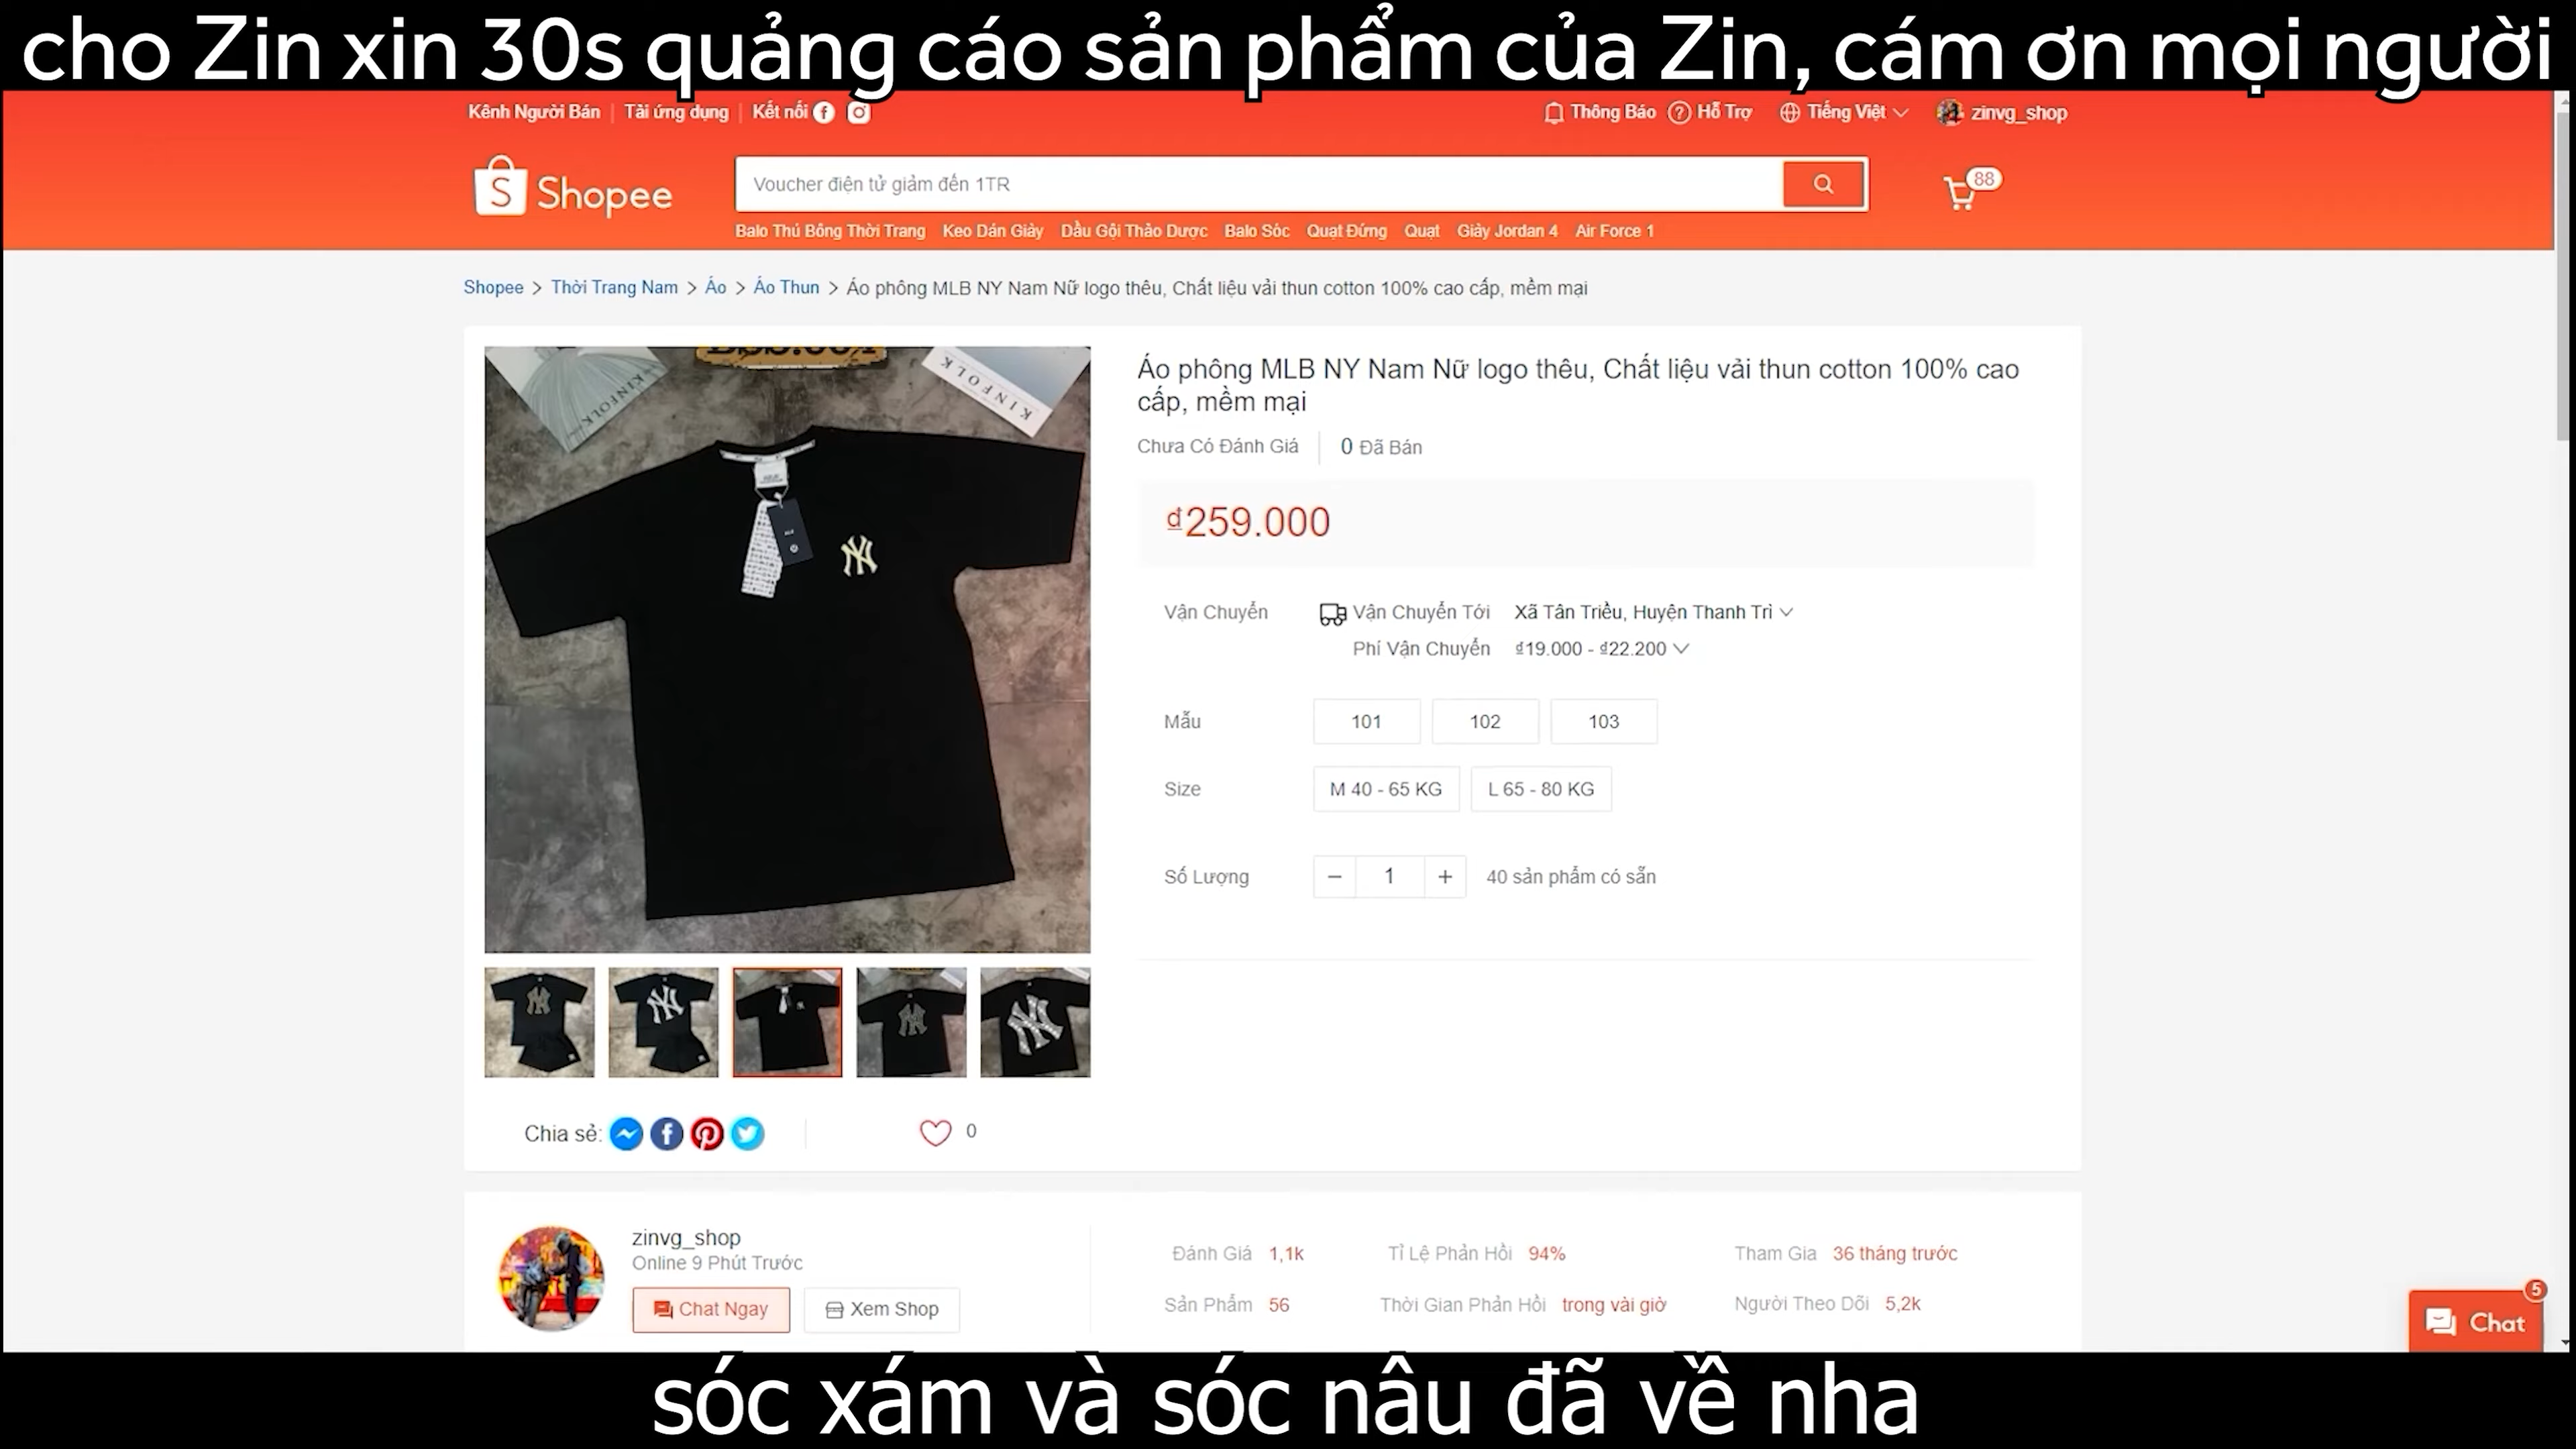 cho Zin xin 30s quảng cáo sản phẩm của Zin, cám ơn mọi người
Kênh Người Bán | Tải ứng dụng | Kết nối
Thông Báo Hỗ Trợ Tiếng Việt zinvg_shop
Shopee
Voucher điện tử giảm đến 1TR
88
Balo Thú Bông Thời Trang Keo Dán Giày Dầu Gội Thảo Dược Balo Sóc Quạt Đứng Quạt Giày Jordan 4 Air Force 1
Shopee > Thời Trang Nam > Áo > Áo Thun > Áo phông MLB NY Nam Nữ logo thêu, Chất liệu vải thun cotton 100% cao cấp, mềm mại
KINFOLK
KINFOLK
NY
Áo phông MLB NY Nam Nữ logo thêu, Chất liệu vải thun cotton 100% cao
cấp, mềm mại
Chưa Có Đánh Giá | 0 Đã Bán
₫259.000
Vận Chuyển Vận Chuyển Tới Xã Tân Triều, Huyện Thanh Trì
Phí Vận Chuyển ₫19.000 - ₫22.200
Mẫu 101 102 103
Size M 40 - 65 KG L 65 - 80 KG
Số Lượng − 1 + 40 sản phẩm có sẵn
Chia sẻ: 0
zinvg_shop
Online 9 Phút Trước
Chat Ngay Xem Shop
Đánh Giá 1,1k Tỉ Lệ Phản Hồi 94% Tham Gia 36 tháng trước
Sản Phẩm 56 Thời Gian Phản Hồi trong vài giờ Người Theo Dõi 5,2k
5
Chat
sóc xám và sóc nâu đã về nha